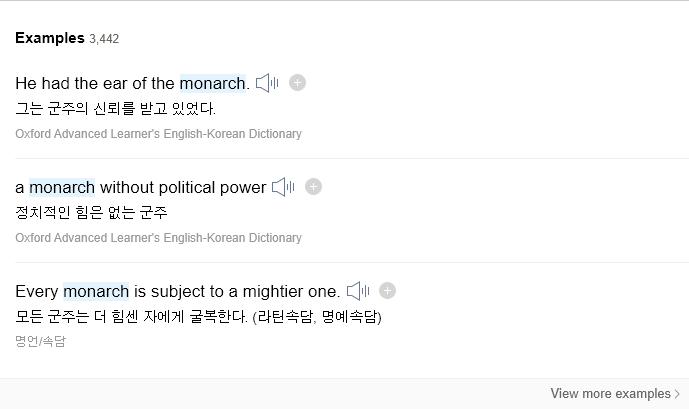 Examples 3,442
He had the ear of the monarch.
그는 군주의 신뢰를 받고 있었다.
Oxford Advanced Learner's English-Korean Dictionary
a monarch without political power
정치적인 힘은 없는 군주
Oxford Advanced Learner's English-Korean Dictionary
Every monarch is subject to a mightier one.
모든 군주는 더 힘센 자에게 굴복한다. (라틴속담, 명예속담)
명언/속담
View more examples